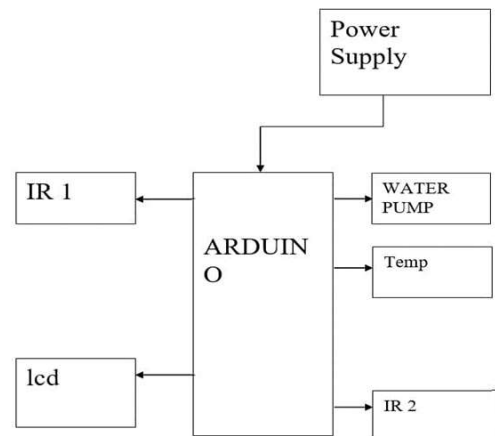 Power
Supply
IR 1
WATER
PUMP
ARDUIN
O
Temp
lcd
IR 2